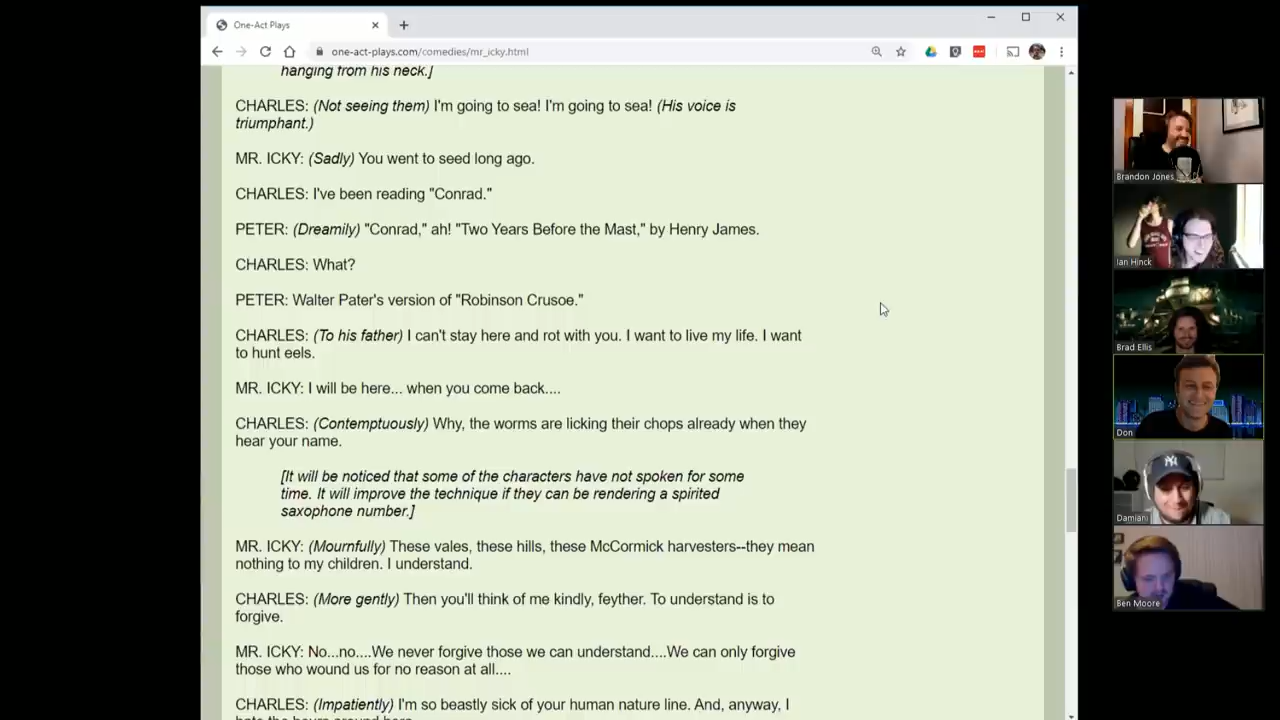 One-Act Plays
one-act-plays.com/comedies/mr_icky.html
hanging from his neck.]
CHARLES: (Not seeing them) I'm going to sea! I'm going to sea! (His voice is
triumphant.)
MR. ICKY: (Sadly) You went to seed long ago.
CHARLES: I've been reading "Conrad."
PETER: (Dreamily) "Conrad," ah! "Two Years Before the Mast," by Henry James.
CHARLES: What?
PETER: Walter Pater's version of "Robinson Crusoe."
CHARLES: (To his father) I can't stay here and rot with you. I want to live my life. I want
to hunt eels.
MR. ICKY: I will be here... when you come back....
CHARLES: (Contemptuously) Why, the worms are licking their chops already when they
hear your name.
[It will be noticed that some of the characters have not spoken for some
time. It will improve the technique if they can be rendering a spirited
saxophone number.]
MR. ICKY: (Mournfully) These vales, these hills, these McCormick harvesters--they mean
nothing to my children. I understand.
CHARLES: (More gently) Then you'll think of me kindly, feyther. To understand is to
forgive.
MR. ICKY: No...no....We never forgive those we can understand....We can only forgive
those who wound us for no reason at all....
CHARLES: (Impatiently) I'm so beastly sick of your human nature line. And, anyway, I
hate the hours around here.
Brandon Jones
Ian Hinck
Brad Ellis
Don
Damiani
Ben Moore